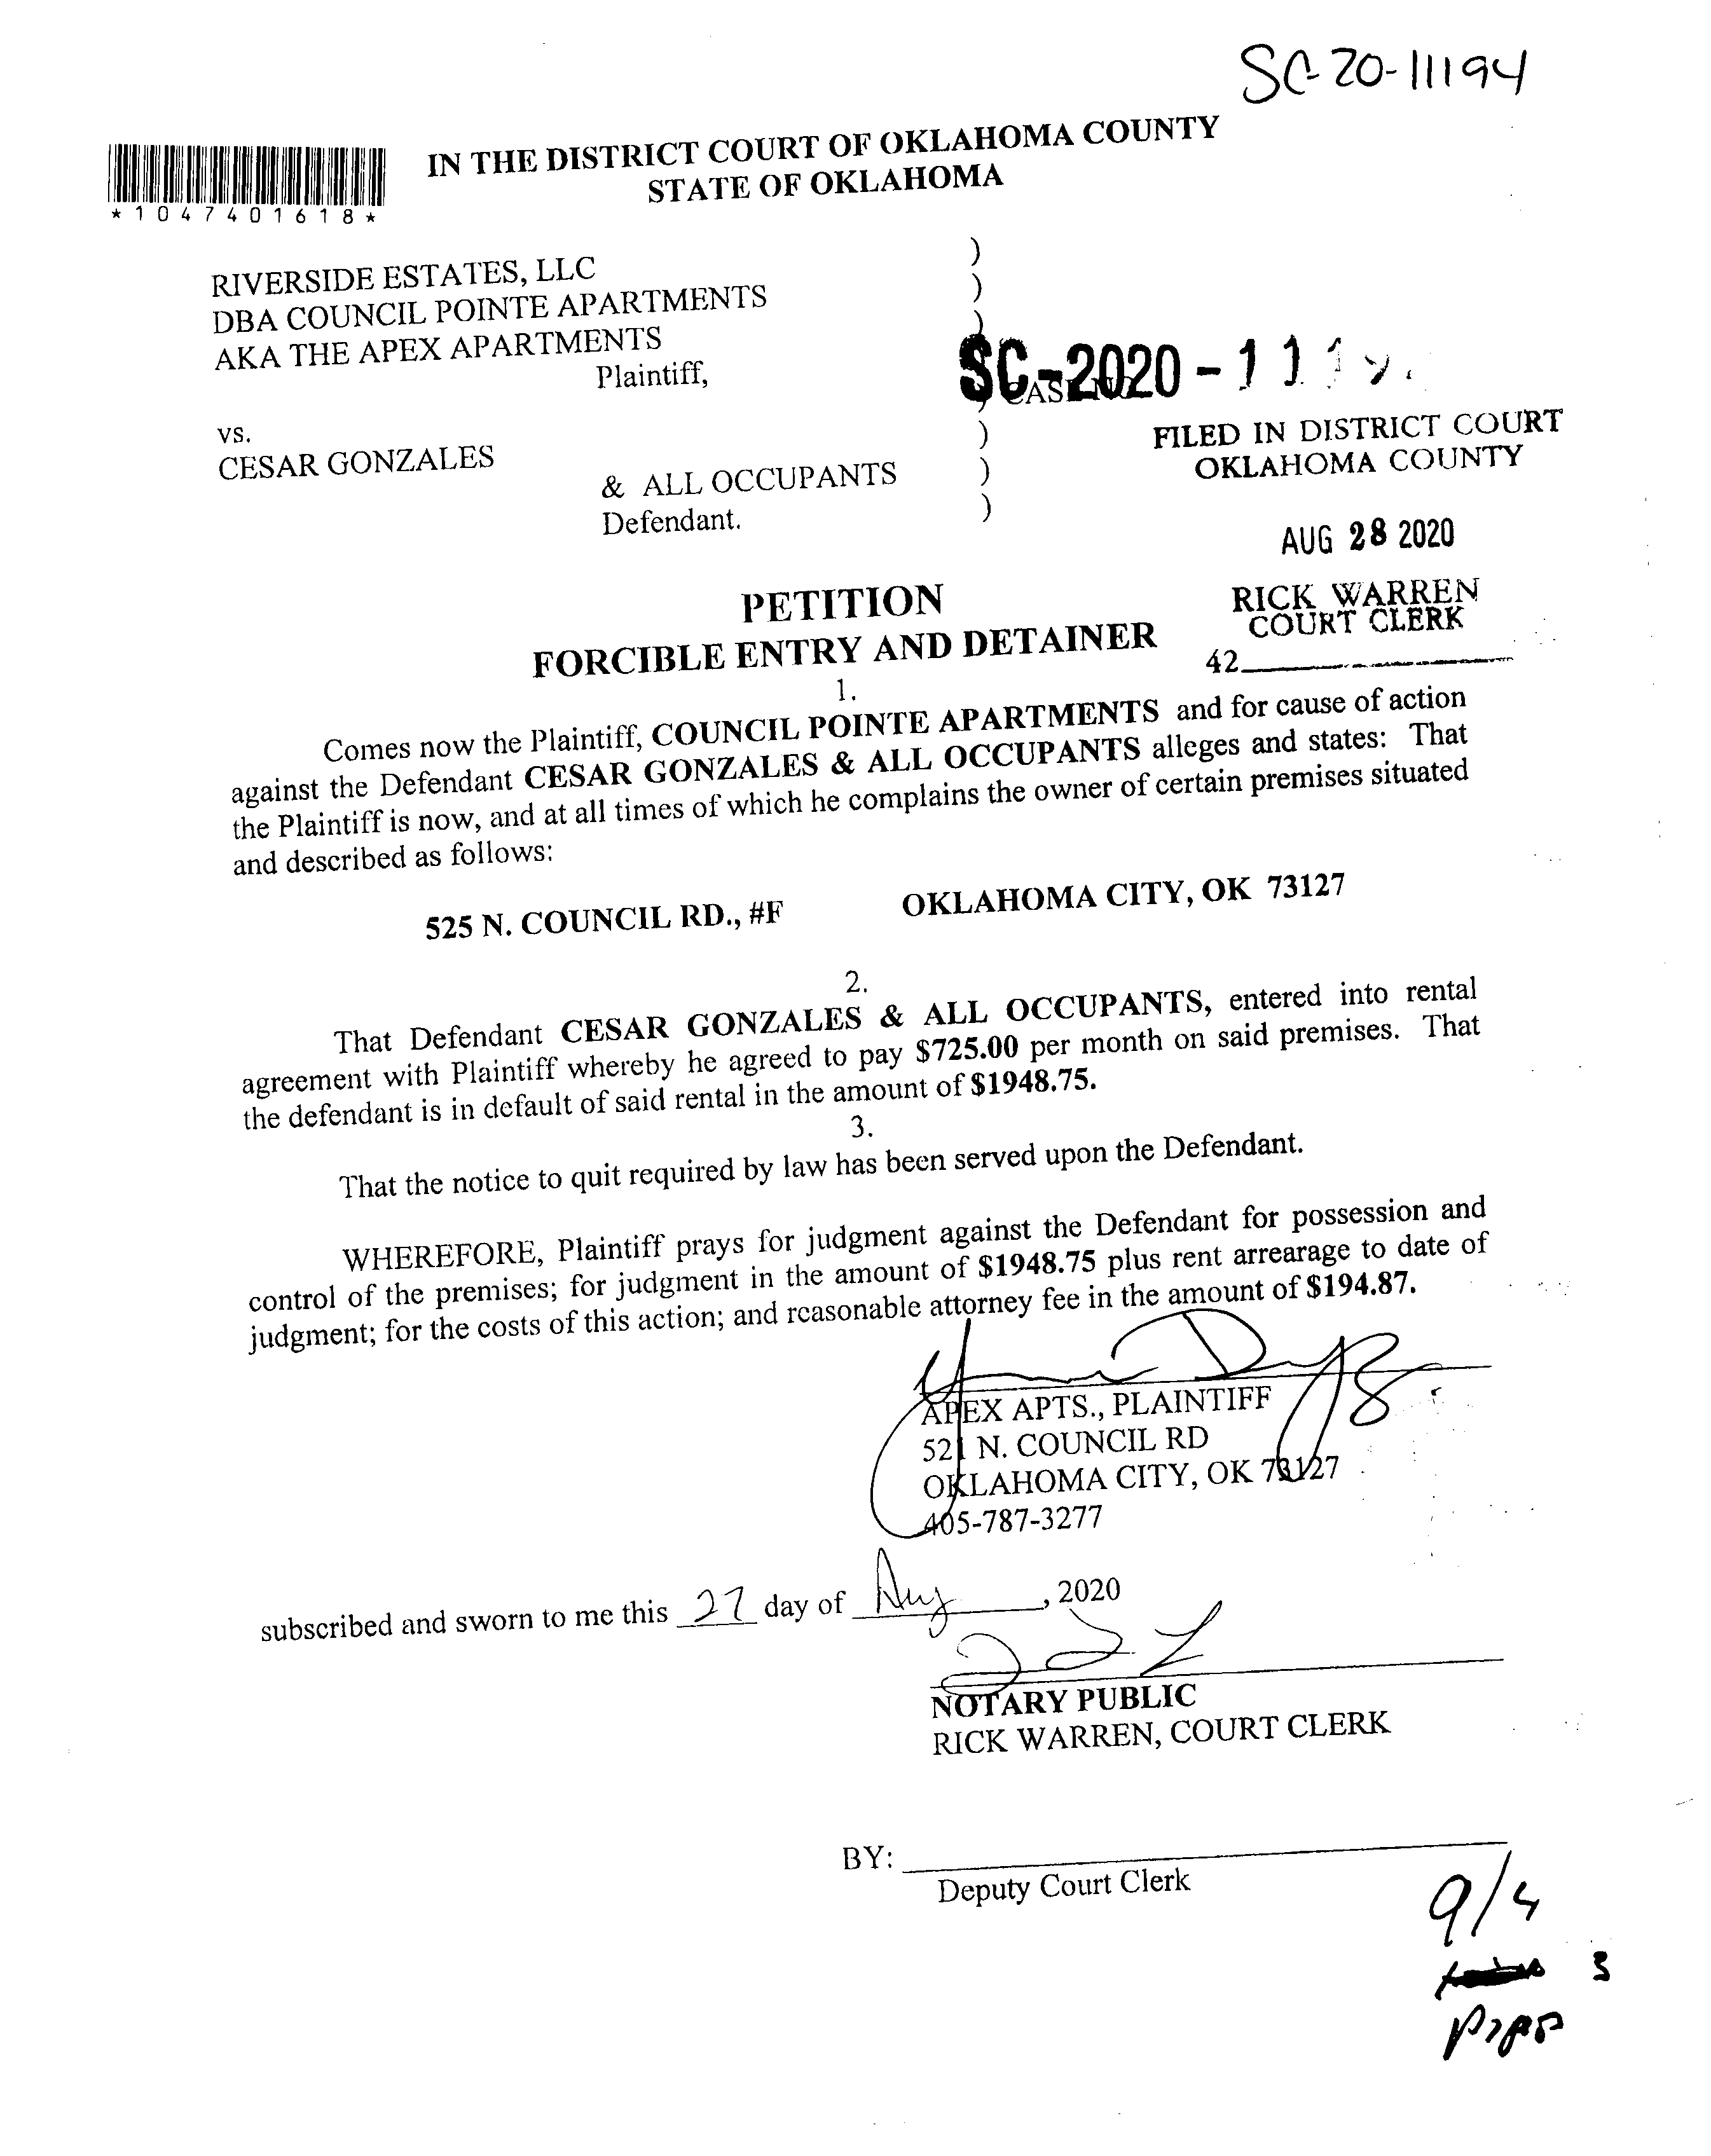 SC-20-11194
IN THE DISTRICT COURT OF OKLAHOMA COUNTY
STATE OF OKLAHOMA
*1047401618*
RIVERSIDE ESTATES, LLC
DBA COUNCIL POINTE APARTMENTS
AKA THE APEX APARTMENTS
Plaintiff,
)
)
)
SC-2020-111
) CASE NO.
vs.
CESAR GONZALES
& ALL OCCUPANTS
Defendant.
)
)
)
FILED IN DISTRICT COURT
OKLAHOMA COUNTY
AUG 28 2020
RICK WARREN
COURT CLERK
42
PETITION
FORCIBLE ENTRY AND DETAINER
1.
Comes now the Plaintiff, COUNCIL POINTE APARTMENTS and for cause of action
against the Defendant CESAR GONZALES & ALL OCCUPANTS alleges and states: That
the Plaintiff is now, and at all times of which he complains the owner of certain premises situated
and described as follows:
525 N. COUNCIL RD., #F OKLAHOMA CITY, OK 73127
2.
That Defendant CESAR GONZALES & ALL OCCUPANTS, entered into rental
agreement with Plaintiff whereby he agreed to pay $725.00 per month on said premises. That
the defendant is in default of said rental in the amount of $1948.75.
3.
That the notice to quit required by law has been served upon the Defendant.
WHEREFORE, Plaintiff prays for judgment against the Defendant for possession and
control of the premises; for judgment in the amount of $1948.75 plus rent arrearage to date of
judgment; for the costs of this action; and reasonable attorney fee in the amount of $194.87.
APEX APTS., PLAINTIFF
521 N. COUNCIL RD
OKLAHOMA CITY, OK 73127
405-787-3277
subscribed and sworn to me this 27 day of Aug, 2020
NOTARY PUBLIC
RICK WARREN, COURT CLERK
BY:
Deputy Court Clerk
9/4
3